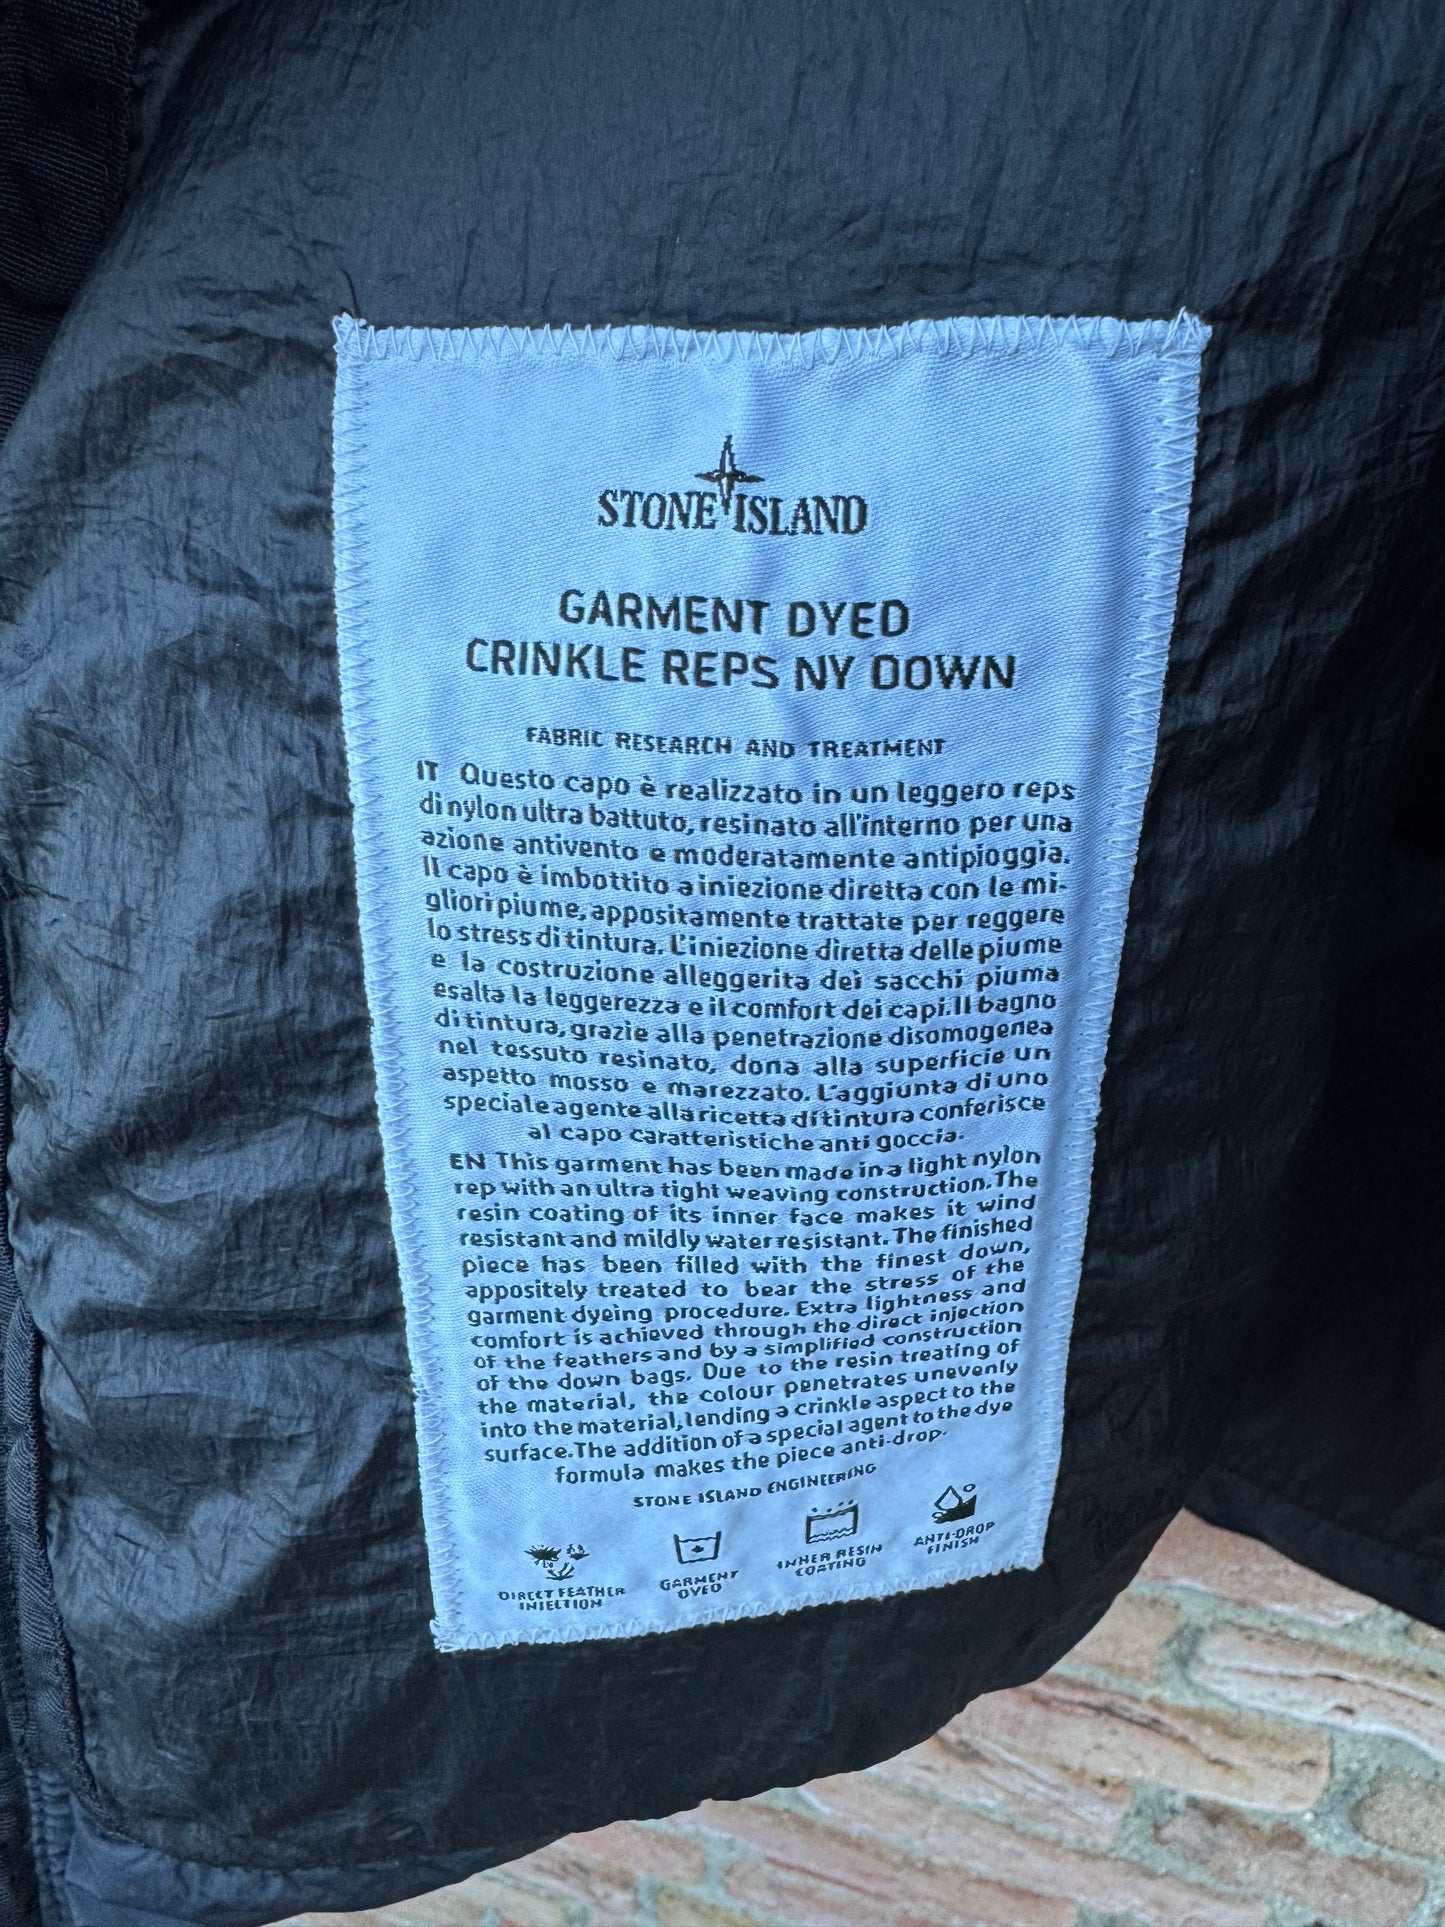 STONE ISLAND
GARMENT DYED
CRINKLE REPS NY DOWN
FABRIC RESEARCH AND TREATMENT
IT Questo capo è realizzato in un leggero reps
di nylon ultra battuto, resinato all'interno per una
azione antivento e moderatamente antipioggia.
Il capo è imbottito a iniezione diretta con le mi-
gliori piume, appositamente trattate per reggere
lo stress di tintura. L'iniezione diretta delle piume
e la costruzione alleggerita dei sacchi piuma
esalta la leggerezza e il comfort dei capi. Il bagno
di tintura, grazie alla penetrazione disomogenea
nel tessuto resinato, dona alla superficie un
aspetto mosso e marezzato. L'aggiunta di uno
speciale agente alla ricetta di tintura conferisce
al capo caratteristiche anti goccia.
EN This garment has been made in a light nylon
rep with an ultra tight weaving construction. The
resin coating of its inner face makes it wind
resistant and mildly water resistant. The finished
piece has been filled with the finest down,
appositely treated to bear the stress of the
garment dyeing procedure. Extra lightness and
comfort is achieved through the direct injection
of the feathers and by a simplified construction
of the down bags. Due to the resin treating of
the material, the colour penetrates unevenly
into the material, lending a crinkle aspect to the
surface. The addition of a special agent to the dye
formula makes the piece anti-drop.
STONE ISLAND ENGINEERING
DIRECT FEATHER
INJECTION
GARMENT
DYED
INNER RESIN
COATING
ANTI-DROP
FINISH